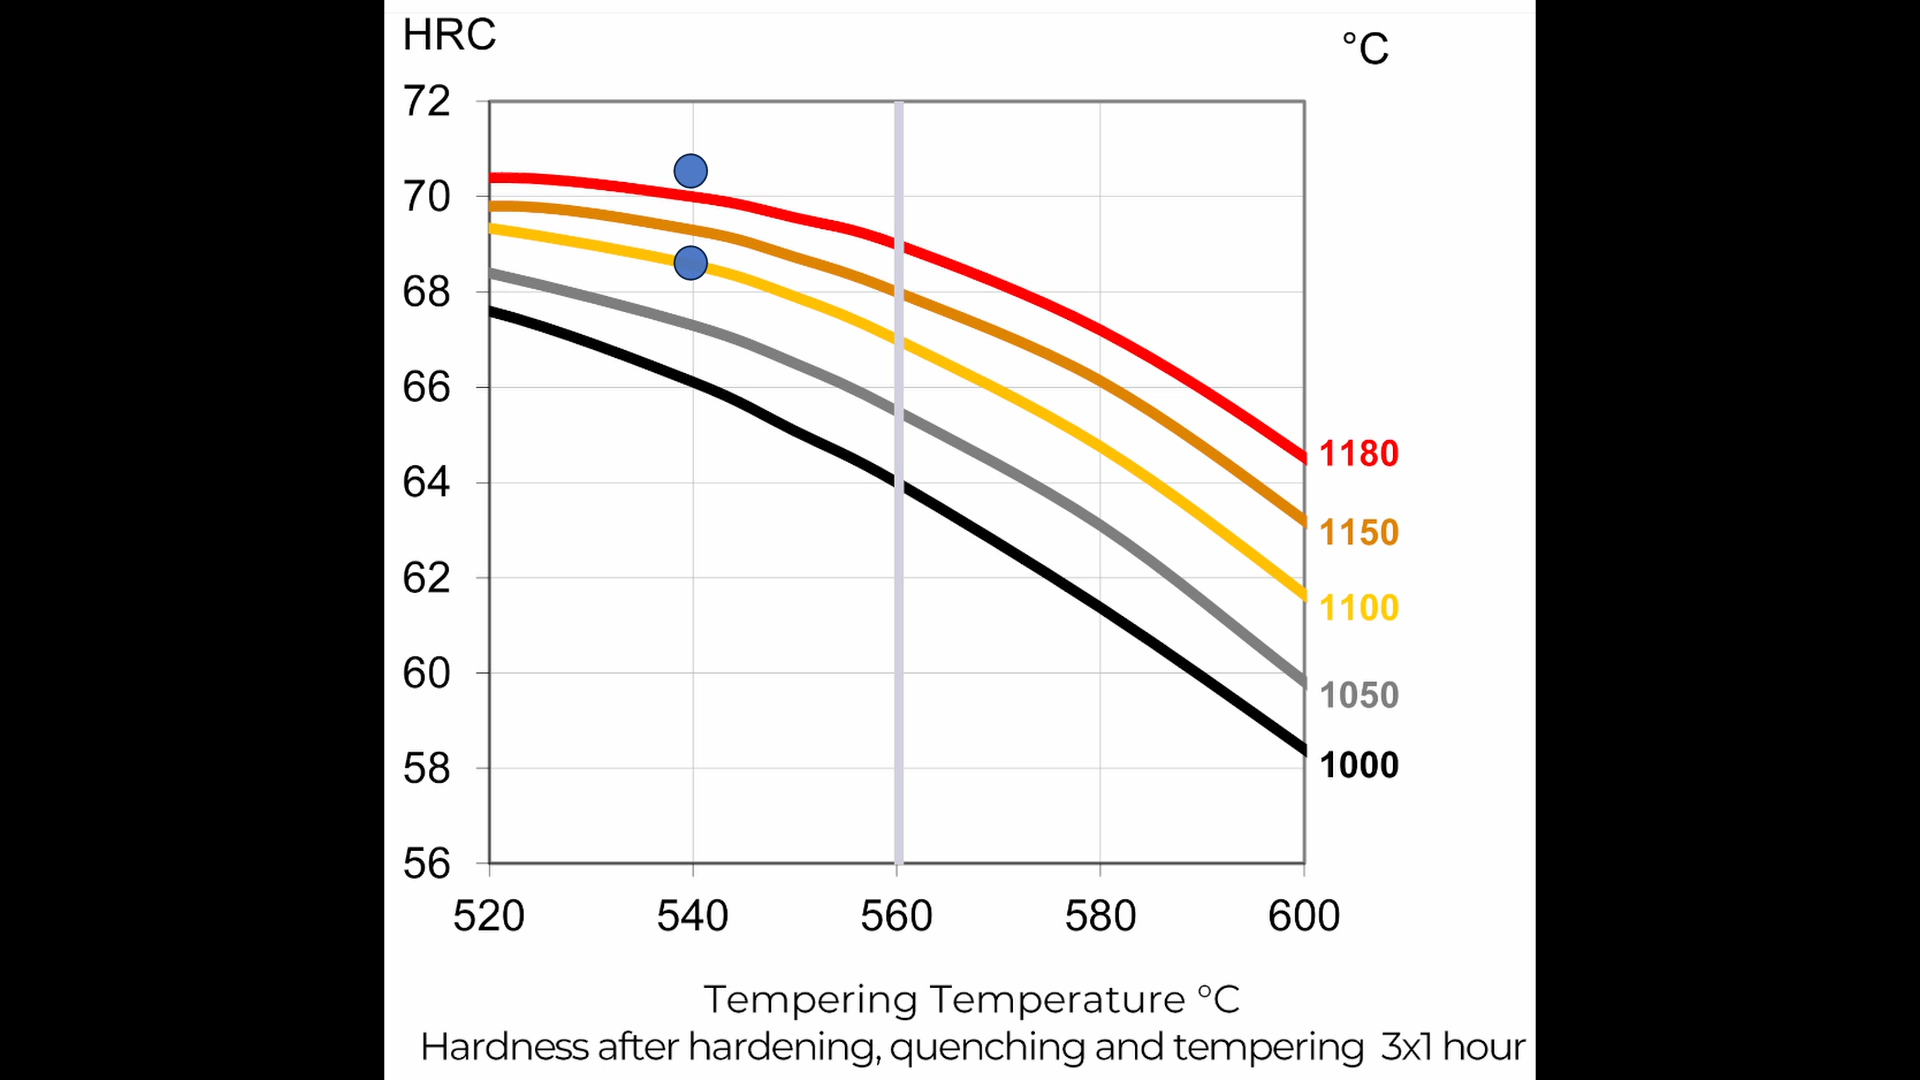 HRC
°C
72
70
68
66
64
62
60
58
56
1180
1150
1100
1050
1000
520 540 560 580 600
Tempering Temperature °C
Hardness after hardening, quenching and tempering 3x1 hour